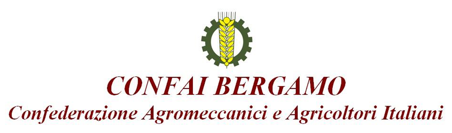 CONFAI BERGAMO
Confederazione Agromeccanici e Agricoltori Italiani